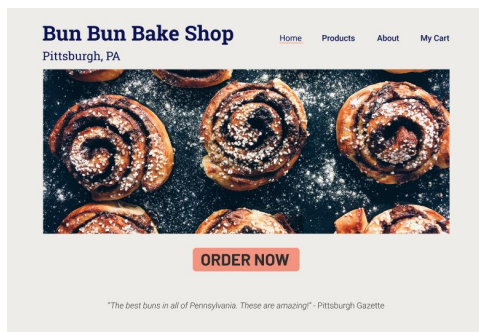 Bun Bun Bake Shop
Pittsburgh, PA
Home Products About My Cart
ORDER NOW
"The best buns in all of Pennsylvania. These are amazing!" - Pittsburgh Gazette